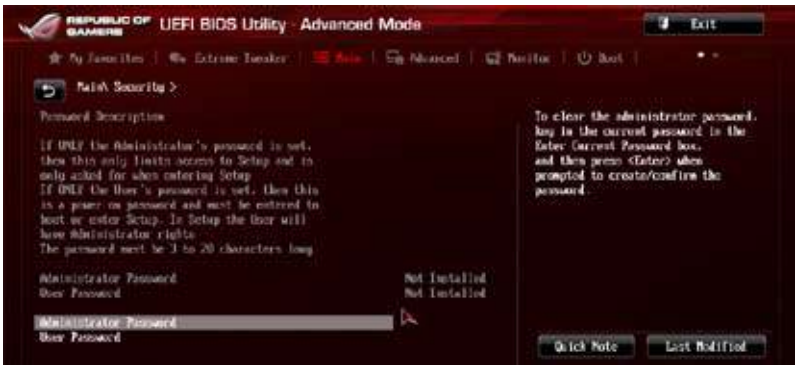 REPUBLIC OF GAMERS UEFI BIOS Utility - Advanced Mode Exit
My Favorites Extreme Tweaker Main Advanced Monitor Boot
Main\ Security >
Password Description
If ONLY the Administrator's password is set,
then this only limits access to Setup and is
only asked for when entering Setup
If ONLY the User's password is set, then this
is a power on password and must be entered to
boot or enter Setup. In Setup the User will
have Administrator rights
The password must be 3 to 20 characters long
Administrator Password Not Installed
User Password Not Installed
Administrator Password
User Password
To clear the administrator password,
key in the current password in the
Enter Current Password box,
and then press <Enter> when
prompted to create/confirm the
password.
Quick Note Last Modified